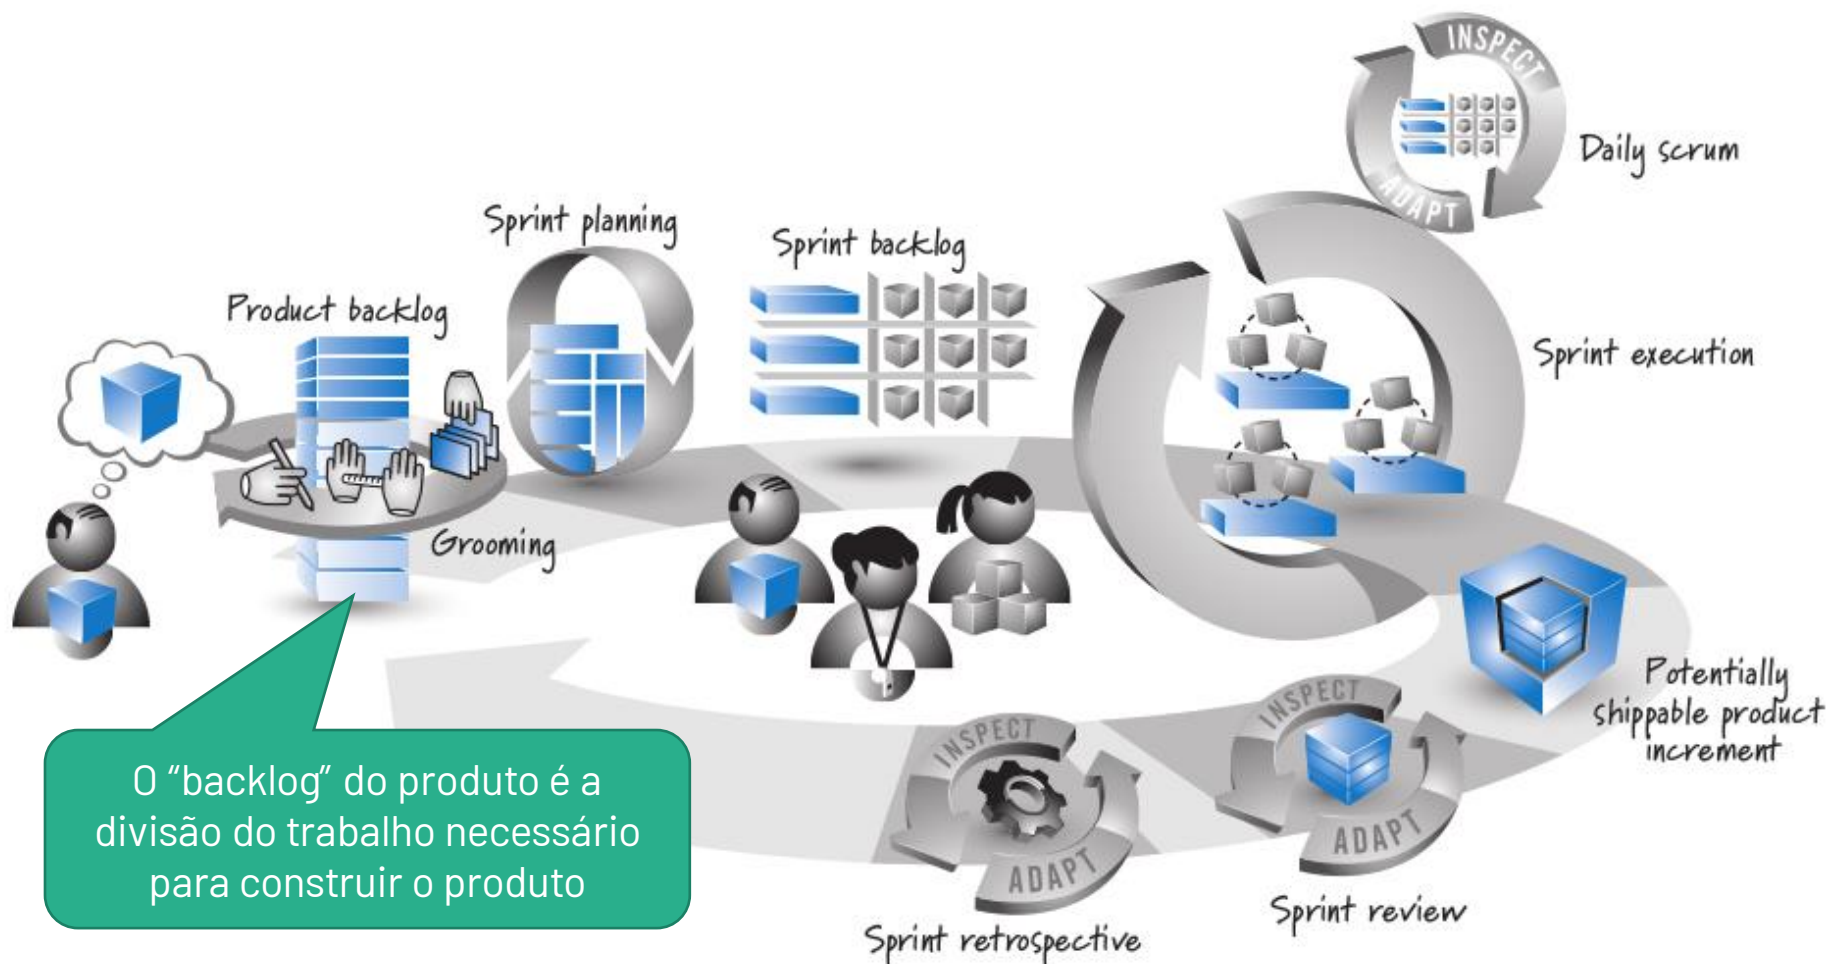 INSPECT
ADAPT
Daily scrum
Sprint planning
Sprint backlog
Product backlog
Sprint execution
Grooming
Potentially
shippable product
increment
O “backlog” do produto é a
divisão do trabalho necessário
para construir o produto
INSPECT
ADAPT
Sprint retrospective
INSPECT
ADAPT
Sprint review